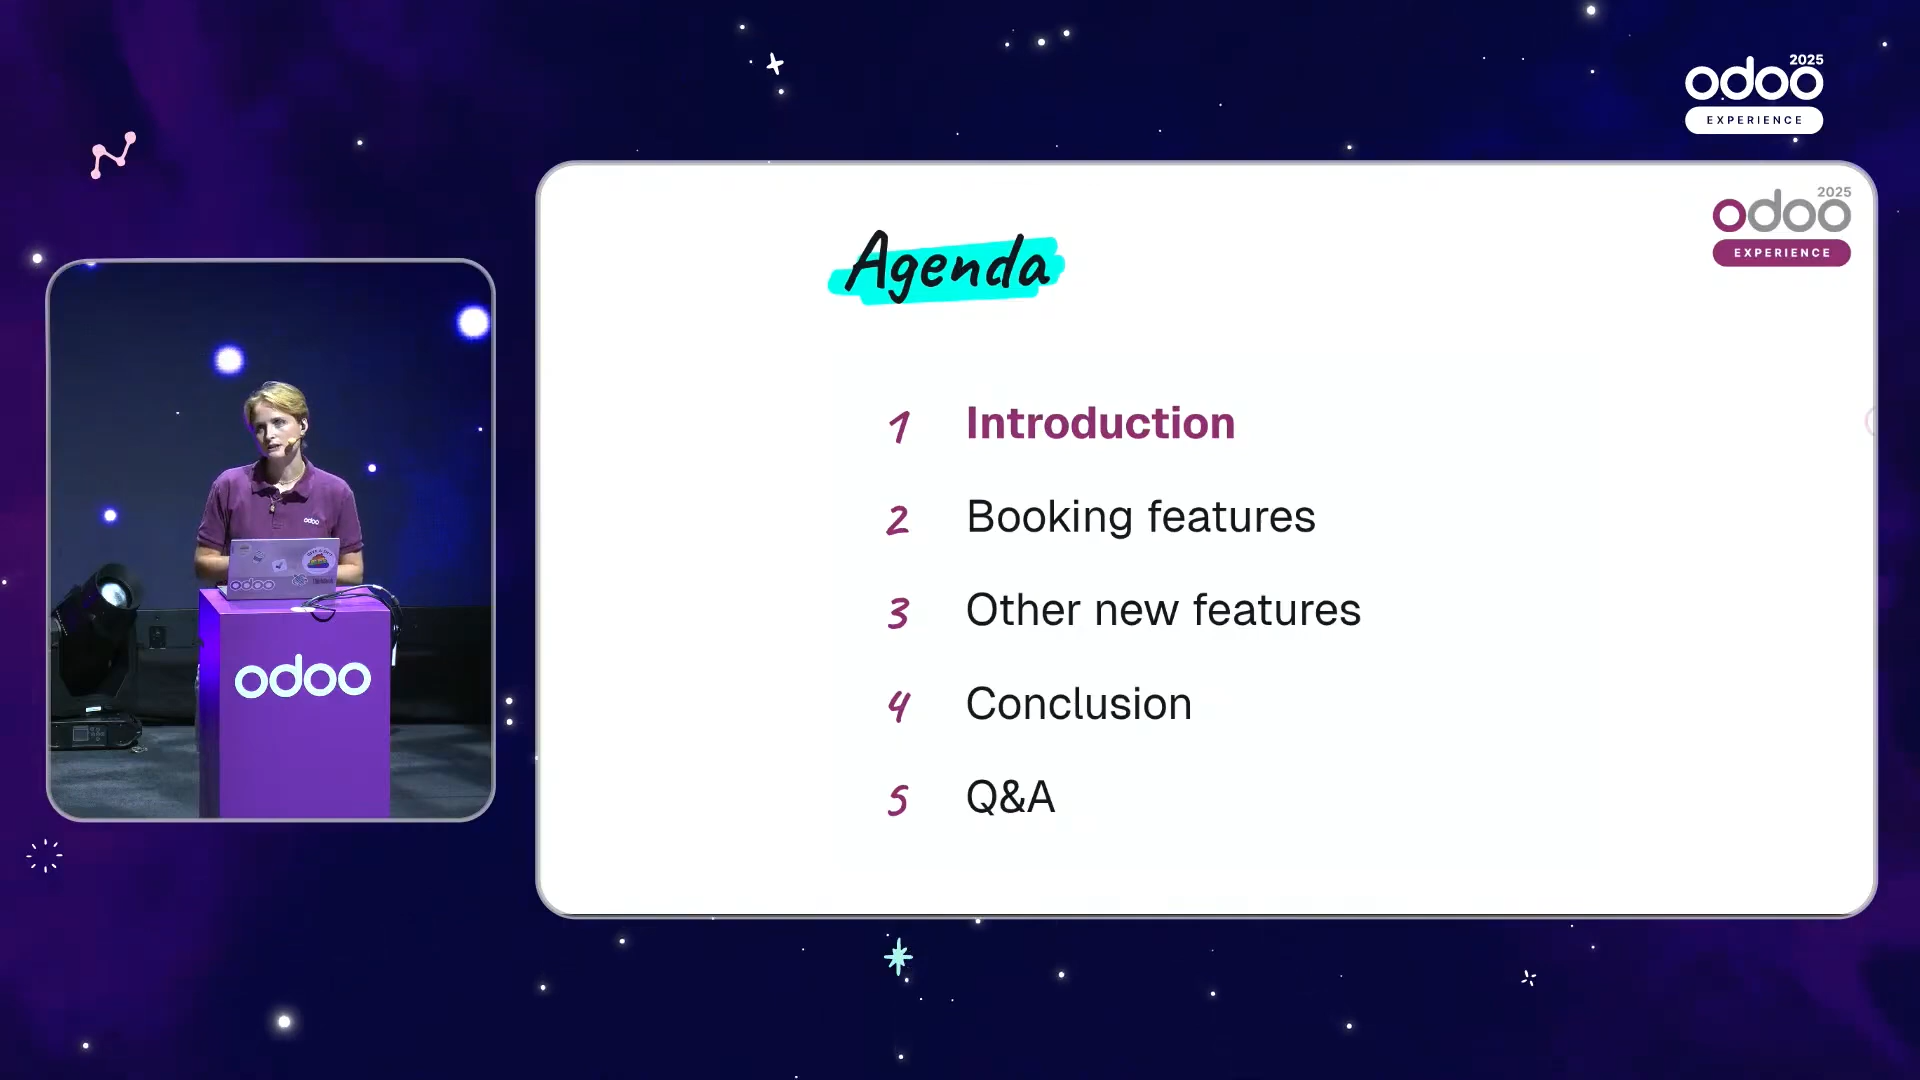 2025
odoo
EXPERIENCE
2025
odoo
EXPERIENCE
Agenda
1 Introduction
2 Booking features
3 Other new features
4 Conclusion
5 Q&A
odoo
odoo
odoo